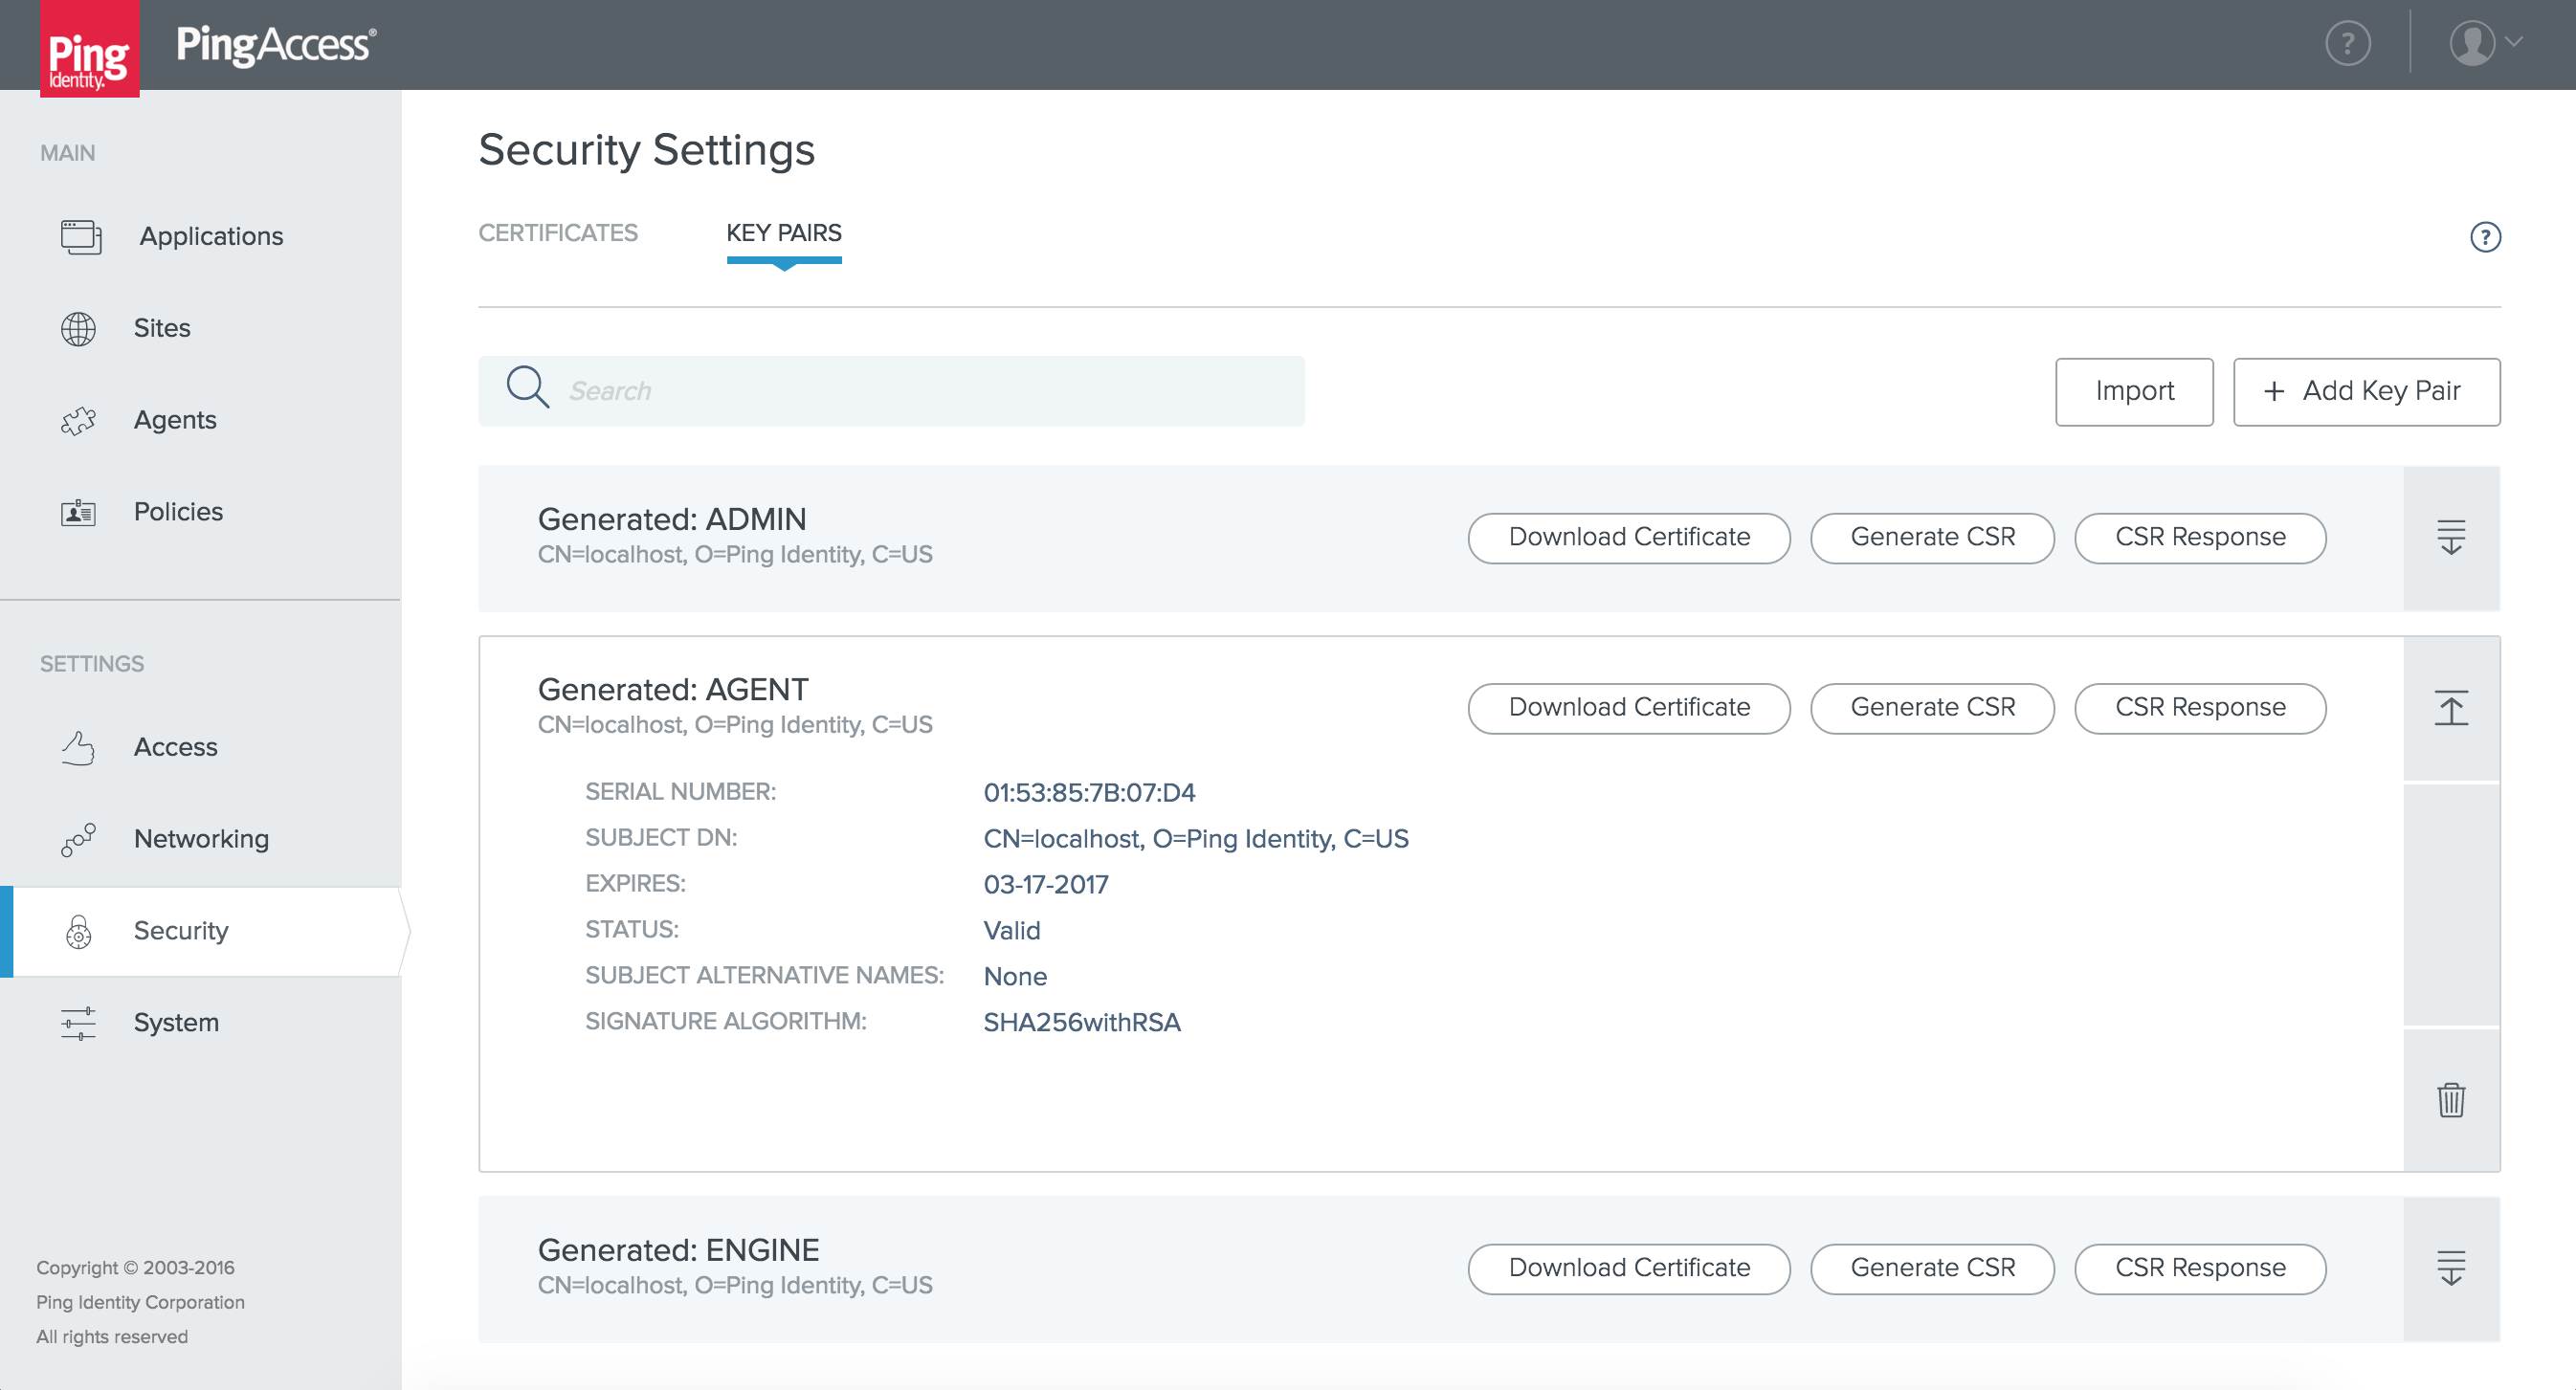 Ping
Identity.
PingAccess®
?
MAIN
Applications
Sites
Agents
Policies
SETTINGS
Access
Networking
Security
System
Copyright © 2003-2016
Ping Identity Corporation
All rights reserved
Security Settings
CERTIFICATES KEY PAIRS
?
Search
Import + Add Key Pair
Generated: ADMIN
CN=localhost, O=Ping Identity, C=US
Download Certificate Generate CSR CSR Response
Generated: AGENT
CN=localhost, O=Ping Identity, C=US
Download Certificate Generate CSR CSR Response
SERIAL NUMBER: 01:53:85:7B:07:D4
SUBJECT DN: CN=localhost, O=Ping Identity, C=US
EXPIRES: 03-17-2017
STATUS: Valid
SUBJECT ALTERNATIVE NAMES: None
SIGNATURE ALGORITHM: SHA256withRSA
Generated: ENGINE
CN=localhost, O=Ping Identity, C=US
Download Certificate Generate CSR CSR Response